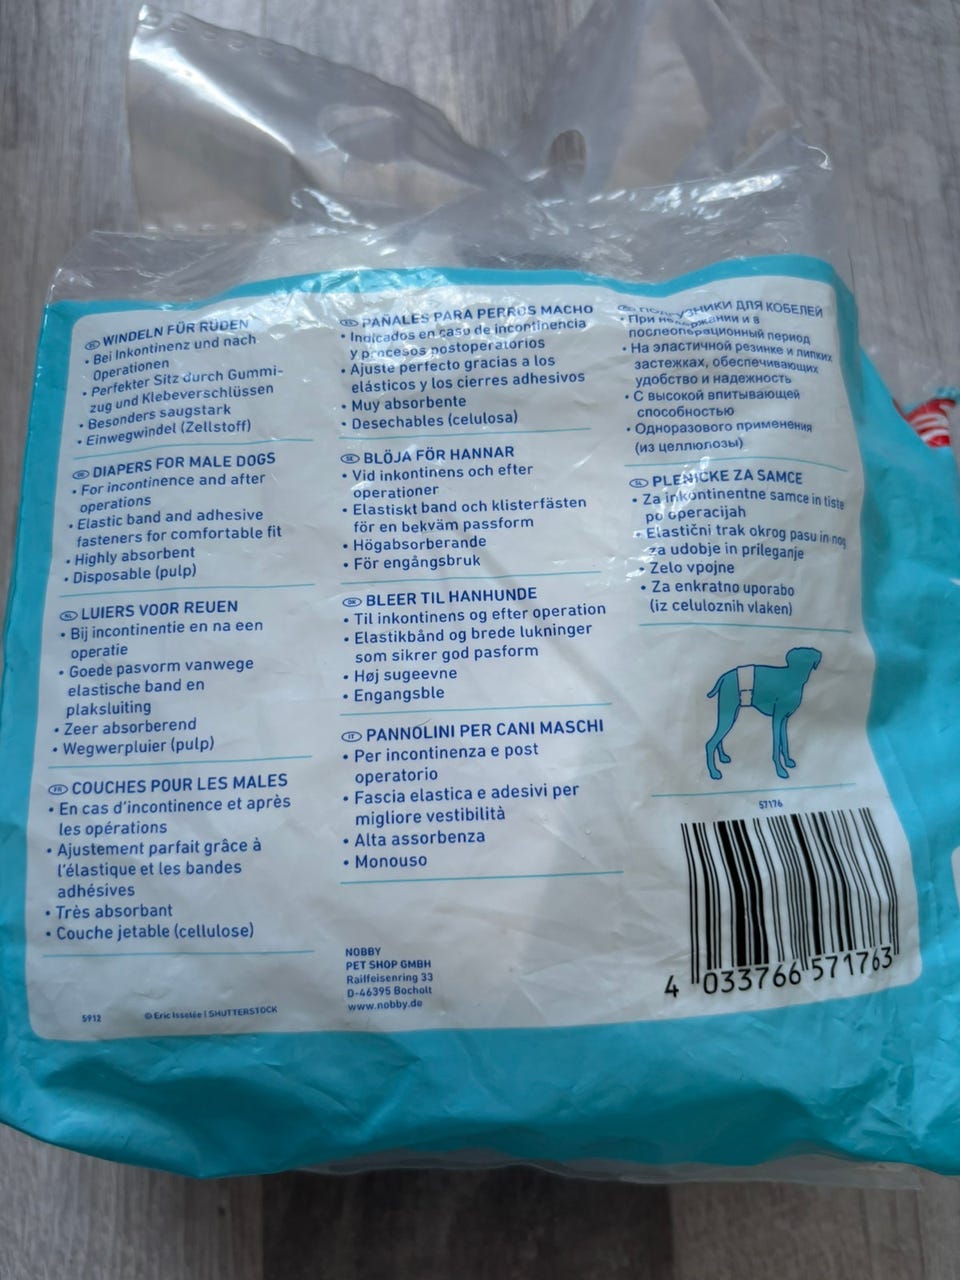 DE WINDELN FÜR RÜDEN
• Bei Inkontinenz und nach
Operationen
• Perfekter Sitz durch Gummi-
zug und Klebeverschlüssen
• Besonders saugstark
• Einwegwindel (Zellstoff)
DIAPERS FOR MALE DOGS
• For incontinence and after
operations
• Elastic band and adhesive
fasteners for comfortable fit
• Highly absorbent
• Disposable (pulp)
NL LUIERS VOOR REUEN
• Bij incontinentie en na een
operatie
• Goede pasvorm vanwege
elastische band en
plaksluiting
• Zeer absorberend
• Wegwerpluier (pulp)
FR COUCHES POUR LES MALES
• En cas d'incontinence et après
les opérations
• Ajustement parfait grâce à
l'élastique et les bandes
adhésives
• Très absorbant
• Couche jetable (cellulose)
5912
© Eric Isselée | SHUTTERSTOCK
ES PAÑALES PARA PERROS MACHO
• Indicados en caso de incontinencia
y procesos postoperatorios
• Ajuste perfecto gracias a los
elásticos y los cierres adhesivos
• Muy absorbente
• Desechables (celulosa)
SE BLÖJA FÖR HANNAR
• Vid inkontinens och efter
operationer
• Elastiskt band och klisterfästen
för en bekväm passform
• Högabsorberande
• För engångsbruk
DK BLEER TIL HANHUNDE
• Til inkontinens og efter operation
• Elastikbånd og brede lukninger
som sikrer god pasform
• Høj sugeevne
• Engangsble
IT PANNOLINI PER CANI MASCHI
• Per incontinenza e post
operatorio
• Fascia elastica e adesivi per
migliore vestibilità
• Alta assorbenza
• Monouso
NOBBY
PET SHOP GMBH
Raiffeisenring 33
D-46395 Bocholt
www.nobby.de
ПОДГУЗНИКИ ДЛЯ КОБЕЛЕЙ
• При недержании и в
послеоперационный период
• На эластичной резинке и липких
застежках, обеспечивающих
удобство и надежность
• С высокой впитывающей
способностью
• Одноразового применения
(из целлюлозы)
SL PLENIČKE ZA SAMCE
• Za inkontinentne samce in tiste
po operacijah
• Elastični trak okrog pasu in nog
za udobje in prileganje
• Zelo vpojne
• Za enkratno uporabo
(iz celuloznih vlaken)
57176
4 033766 571763